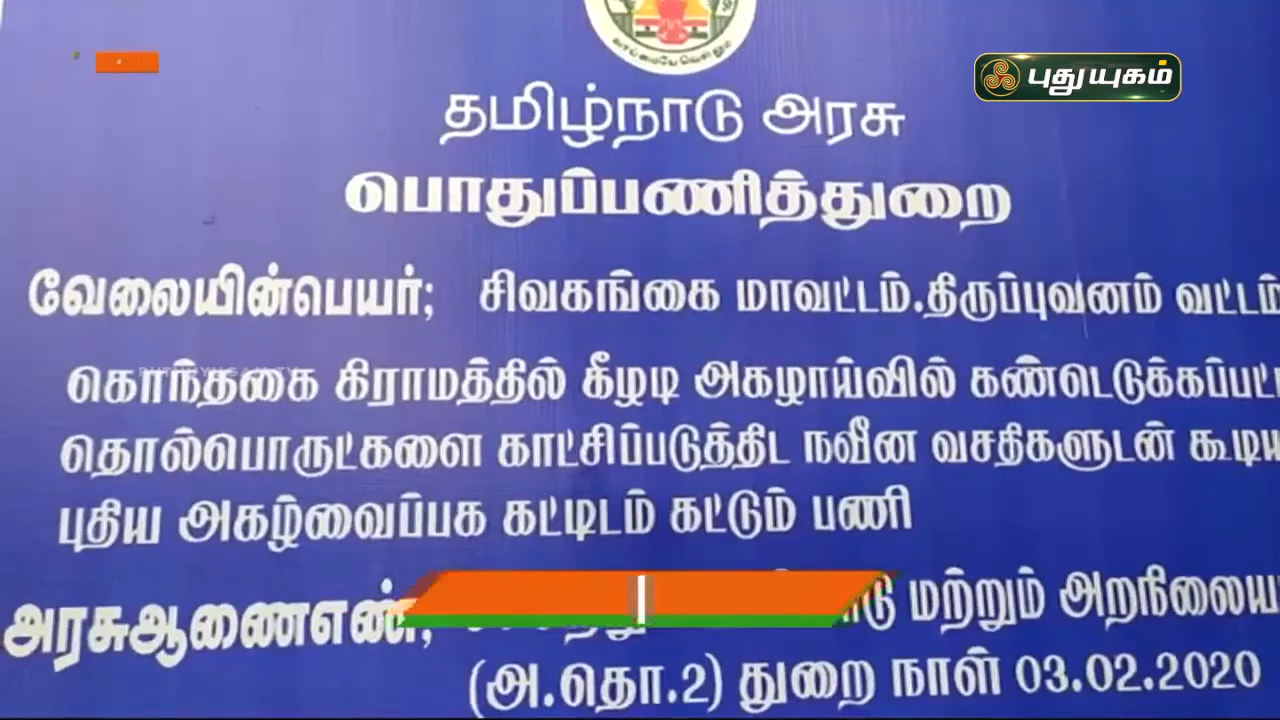 வாய்மையே வெல்லும்
புதுயுகம்
தமிழ்நாடு அரசு
பொதுப்பணித்துறை
வேலையின்பெயர்; சிவகங்கை மாவட்டம்.திருப்புவனம் வட்டம்
கொந்தகை கிராமத்தில் கீழடி அகழாய்வில் கண்டெடுக்கப்பட்
தொல்பொருட்களை காட்சிப்படுத்திட நவீன வசதிகளுடன் கூடிய
புதிய அகழ்வைப்பக கட்டிடம் கட்டும் பணி
அரசுஆணைஎண்; மற்றும் அறநிலைய
(அ.தொ.2) துறை நாள் 03.02.2020